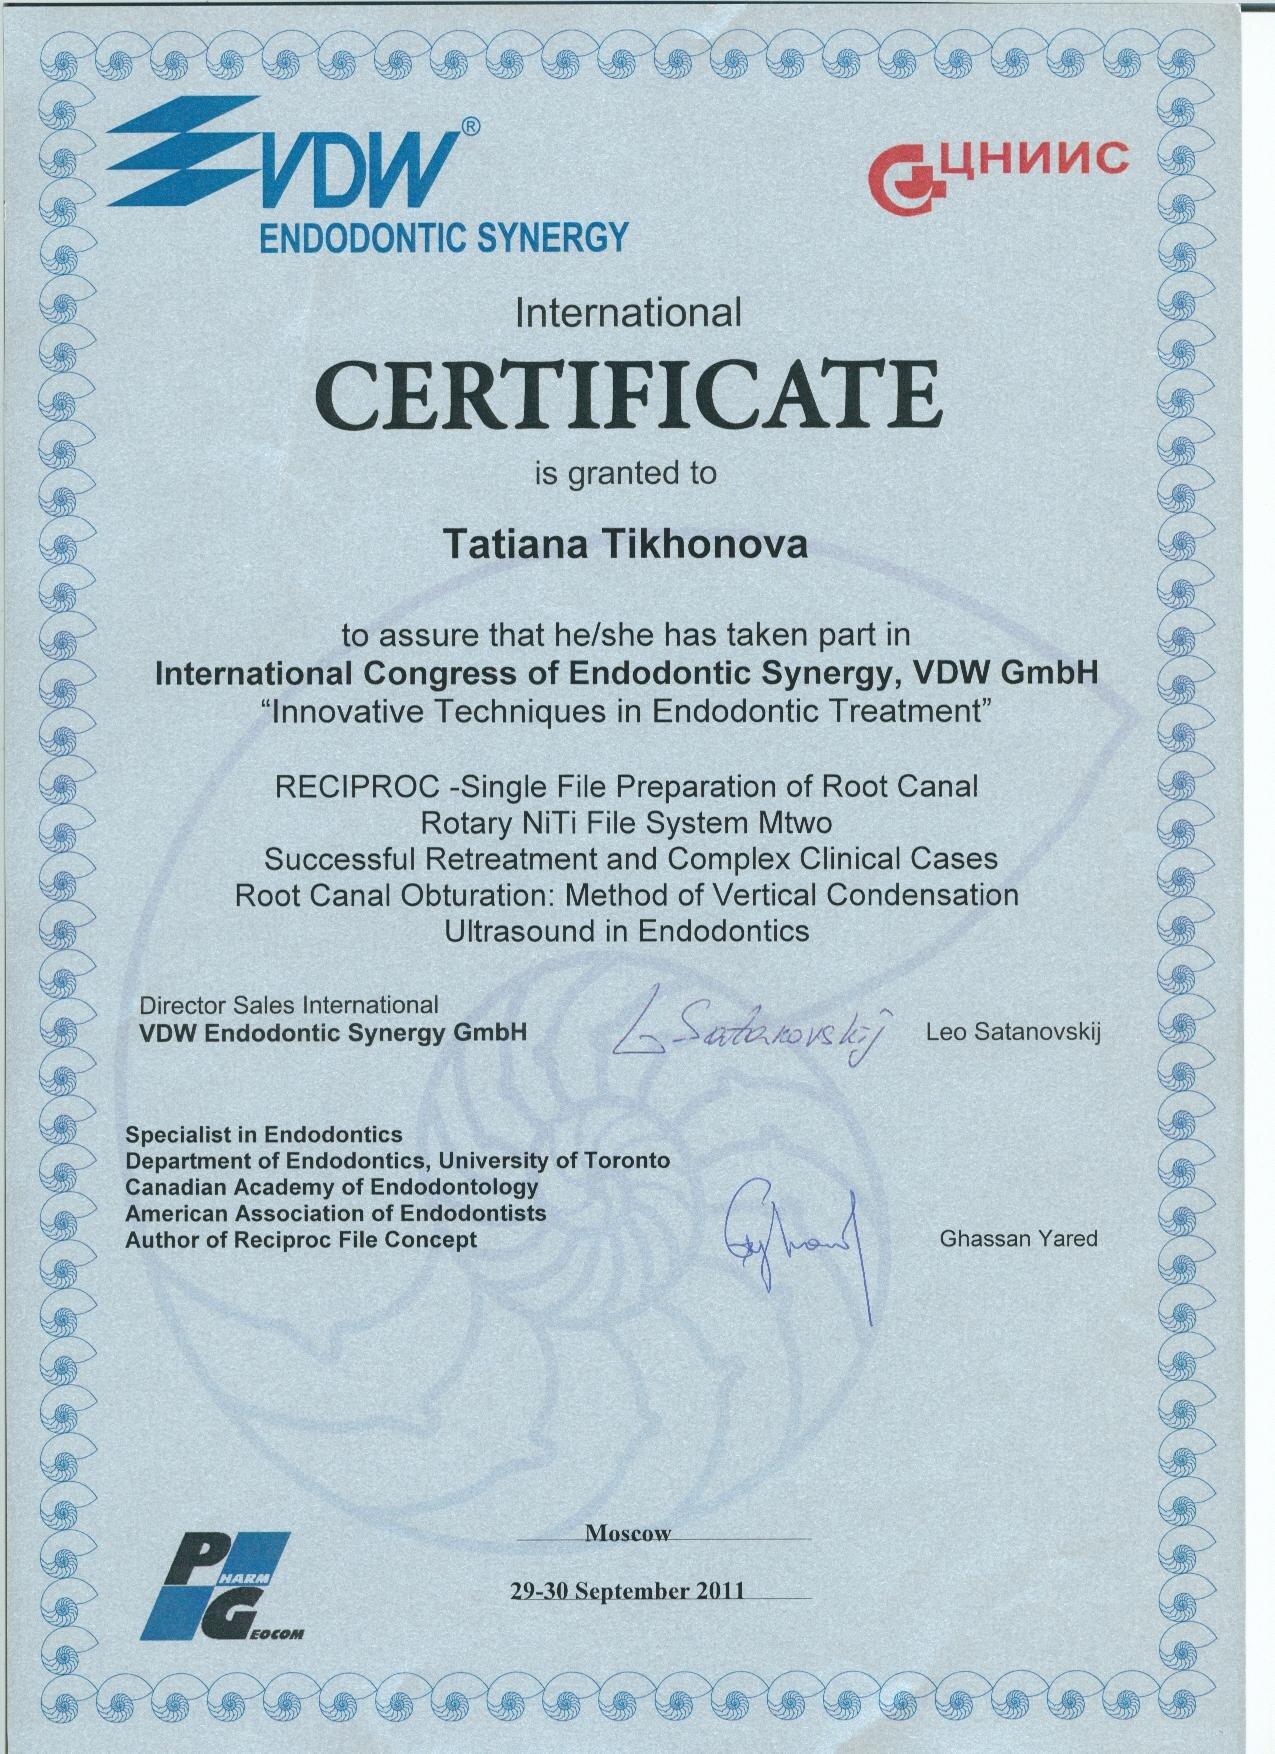 VDW®
ENDODONTIC SYNERGY
ЦНИИС
International
CERTIFICATE
is granted to
Tatiana Tikhonova
to assure that he/she has taken part in
International Congress of Endodontic Synergy, VDW GmbH
“Innovative Techniques in Endodontic Treatment”
RECIPROC -Single File Preparation of Root Canal
Rotary NiTi File System Mtwo
Successful Retreatment and Complex Clinical Cases
Root Canal Obturation: Method of Vertical Condensation
Ultrasound in Endodontics
Director Sales International
VDW Endodontic Synergy GmbH
L. Satanovskij
Leo Satanovskij
Specialist in Endodontics
Department of Endodontics, University of Toronto
Canadian Academy of Endodontology
American Association of Endodontists
Author of Reciproc File Concept
Ghassan Yared
Moscow
29-30 September 2011
PHARM
GEOCOM